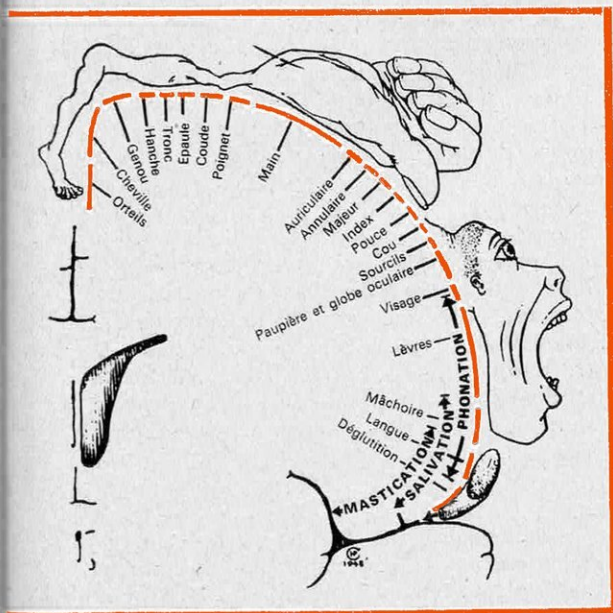 Orteils
Cheville
Genou
Hanche
Tronc
Epaule
Coude
Poignet
Main
Auriculaire
Annulaire
Majeur
Index
Pouce
Cou
Sourcils
Paupière et globe oculaire
Visage
Lèvres
Mâchoire
Langue
Déglutition
PHONATION
SALIVATION
MASTICATION